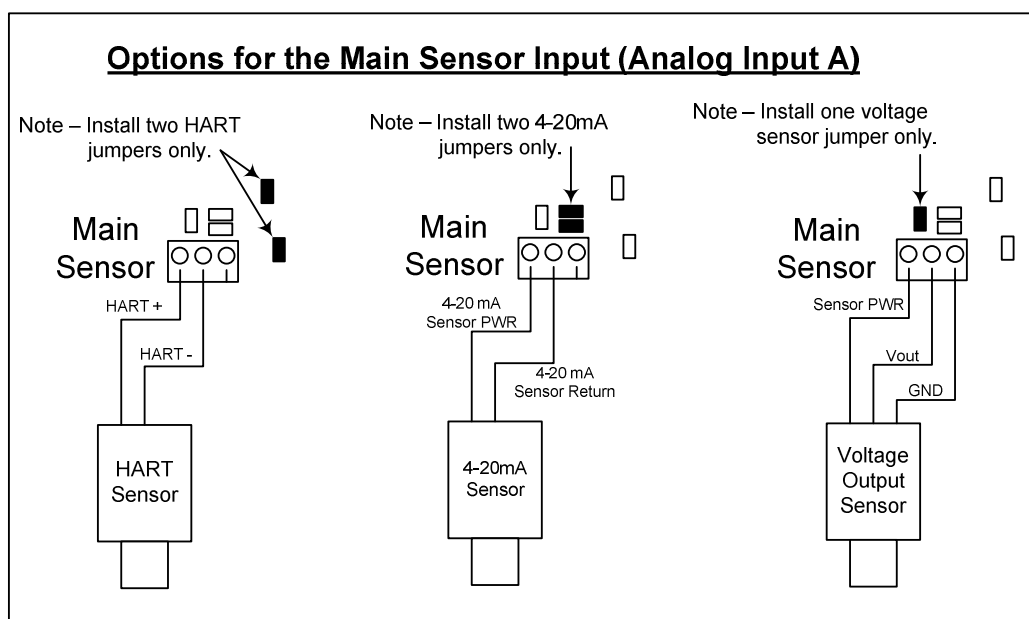 Options for the Main Sensor Input (Analog Input A)
Note – Install two HART
jumpers only.
Main
Sensor
HART +
HART -
HART
Sensor
Note – Install two 4-20mA
jumpers only.
Main
Sensor
4-20 mA
Sensor PWR
4-20 mA
Sensor Return
4-20mA
Sensor
Note – Install one voltage
sensor jumper only.
Main
Sensor
Sensor PWR
Vout
GND
Voltage
Output
Sensor